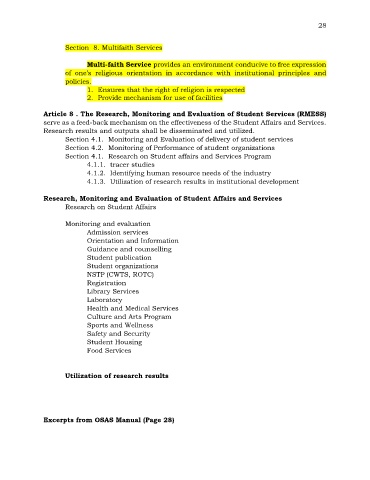 28
Section  8. Multifaith Services
Multi-faith Service provides an environment conducive to free expression
of one's religious orientation in accordance with institutional principles and
policies.
1. Ensures that the right of religion is respected
2. Provide mechanism for use of facilities
Article 8 . The Research, Monitoring and Evaluation of Student Services (RMESS)
serve as a feed-back mechanism on the effectiveness of the Student Affairs and Services.
Research results and outputs shall be disseminated and utilized.
Section 4.1.  Monitoring and Evaluation of delivery of student services
Section 4.2.  Monitoring of Performance of student organizations
Section 4.1.  Research on Student affairs and Services Program
4.1.1.  tracer studies
4.1.2.  Identifying human resource needs of the industry
4.1.3.  Utilization of research results in institutional development
Research, Monitoring and Evaluation of Student Affairs and Services
Research on Student Affairs
Monitoring and evaluation
Admission services
Orientation and Information
Guidance and counselling
Student publication
Student organizations
NSTP (CWTS, ROTC)
Registration
Library Services
Laboratory
Health and Medical Services
Culture and Arts Program
Sports and Wellness
Safety and Security
Student Housing
Food Services
Utilization of research results
Excerpts from OSAS Manual (Page 28)